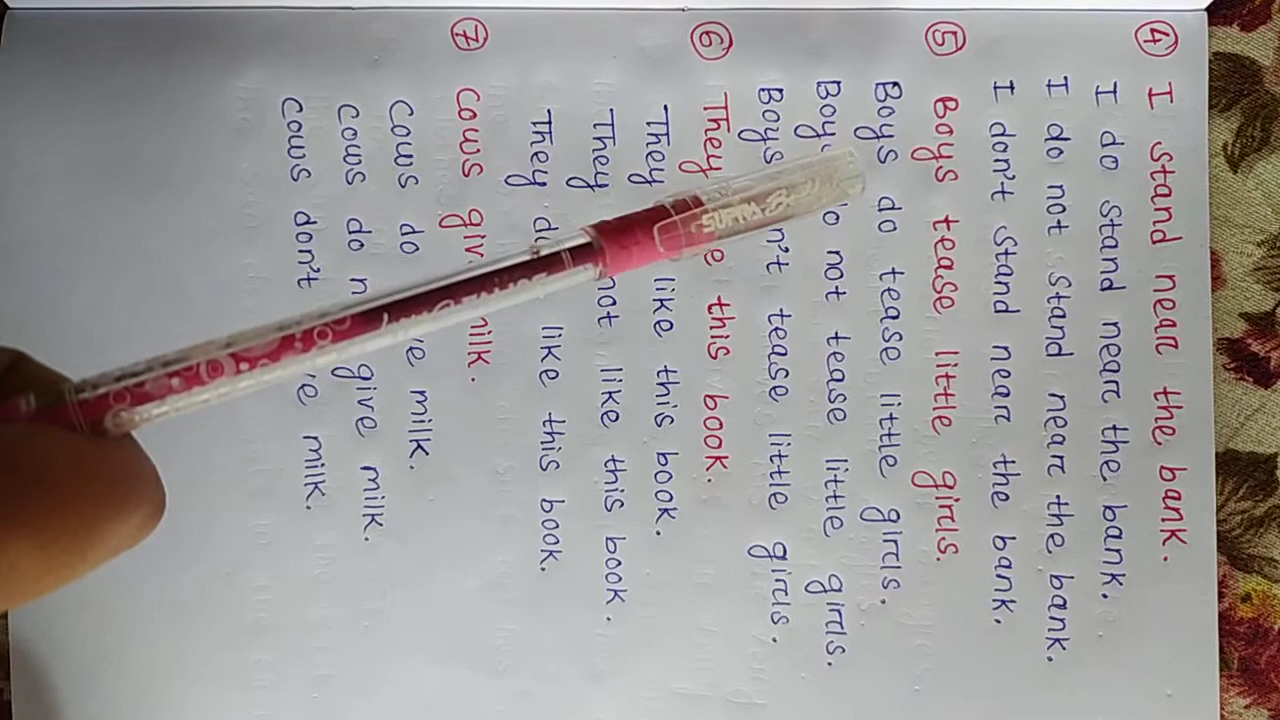 ④ I stand near the bank.
I do stand near the bank.
I do not stand near the bank.
I don't stand near the bank.
⑤ Boys tease little girls.
Boys do tease little girls.
not tease little girls.
Boys tease little girls.
⑥ They this book.
They like this book.
They not like this book.
They like this book.
⑦ Cows milk.
Cows do milk.
Cows do give milk.
Cows don't milk.